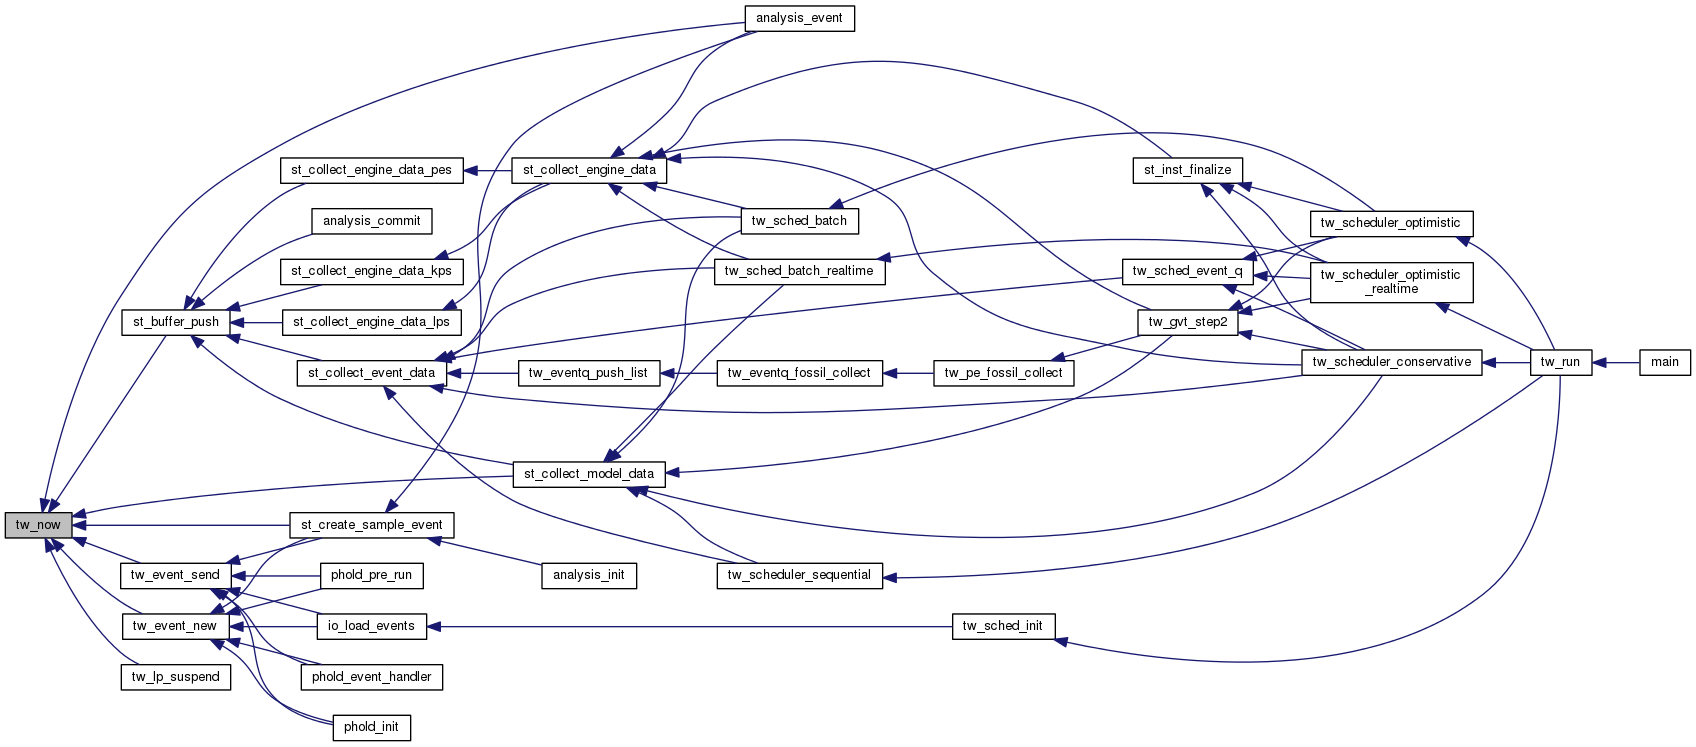 analysis_event
st_collect_engine_data_pes
st_collect_engine_data
st_inst_finalize
analysis_commit
tw_sched_batch
tw_scheduler_optimistic
st_collect_engine_data_kps
tw_sched_batch_realtime
tw_sched_event_q
tw_scheduler_optimistic
_realtime
st_buffer_push
st_collect_engine_data_lps
tw_gvt_step2
st_collect_event_data
tw_eventq_push_list
tw_eventq_fossil_collect
tw_pe_fossil_collect
tw_scheduler_conservative
tw_run
main
st_collect_model_data
tw_now
st_create_sample_event
tw_event_send
phold_pre_run
analysis_init
tw_scheduler_sequential
tw_event_new
io_load_events
tw_sched_init
tw_lp_suspend
phold_event_handler
phold_init